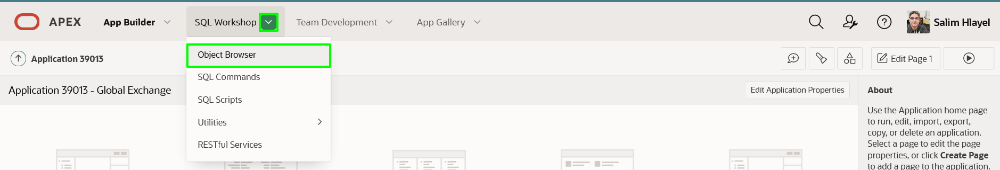 APEX
App Builder
SQL Workshop
Team Development
App Gallery
Salim Hlayel
Application 39013
Object Browser
SQL Commands
SQL Scripts
Utilities
RESTful Services
Edit Page 1
Application 39013 - Global Exchange
Edit Application Properties
About
Use the Application home page
to run, edit, import, export,
copy, or delete an application.
Select a page to edit the page
properties, or click Create Page
to add a page to the application.